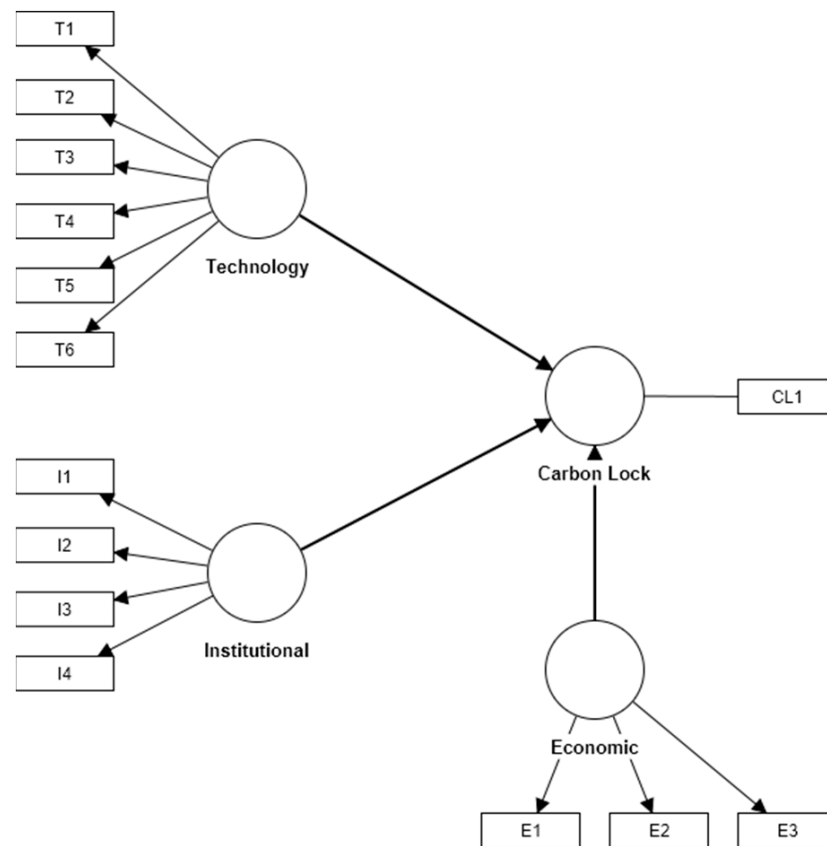 T1
T2
T3
T4
T5
T6
Technology
CL1
Carbon Lock
I1
I2
I3
I4
Institutional
Economic
E1
E2
E3